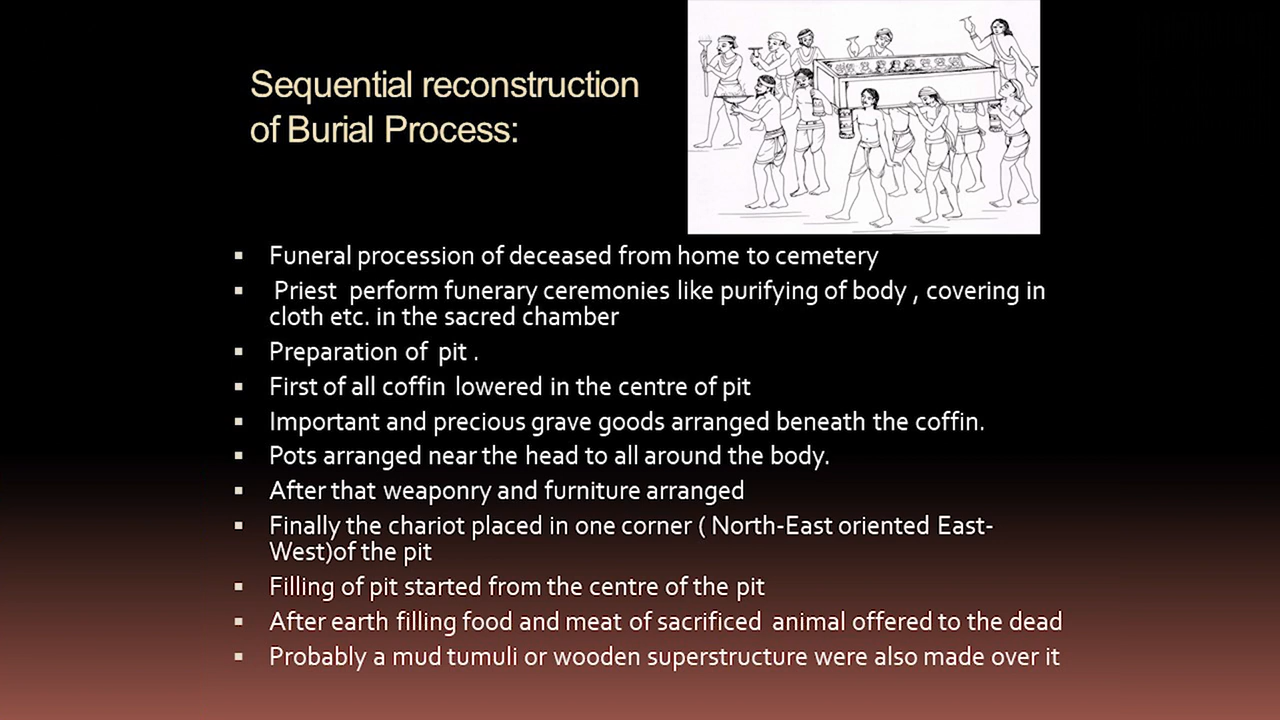 Sequential reconstruction
of Burial Process:
Funeral procession of deceased from home to cemetery
Priest perform funerary ceremonies like purifying of body , covering in
cloth etc. in the sacred chamber
Preparation of pit .
First of all coffin lowered in the centre of pit
Important and precious grave goods arranged beneath the coffin.
Pots arranged near the head to all around the body.
After that weaponry and furniture arranged
Finally the chariot placed in one corner ( North-East oriented East-
West)of the pit
Filling of pit started from the centre of the pit
After earth filling food and meat of sacrificed animal offered to the dead
Probably a mud tumuli or wooden superstructure were also made over it